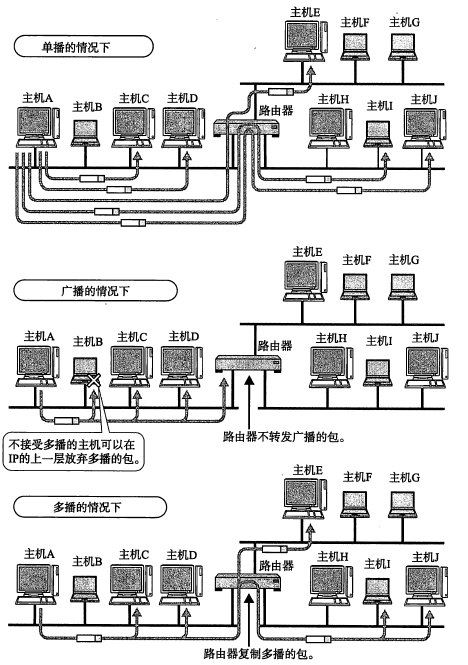 单播的情况下
主机E
主机F
主机G
主机A
主机B
主机C
主机D
路由器
主机H
主机I
主机J
广播的情况下
主机E
主机F
主机G
主机A
主机B
主机C
主机D
路由器
主机H
主机I
主机J
不接受多播的主机可以在
IP的上一层放弃多播的包。
路由器不转发广播的包。
多播的情况下
主机E
主机F
主机G
主机A
主机B
主机C
主机D
路由器
主机H
主机I
主机J
路由器复制多播的包。